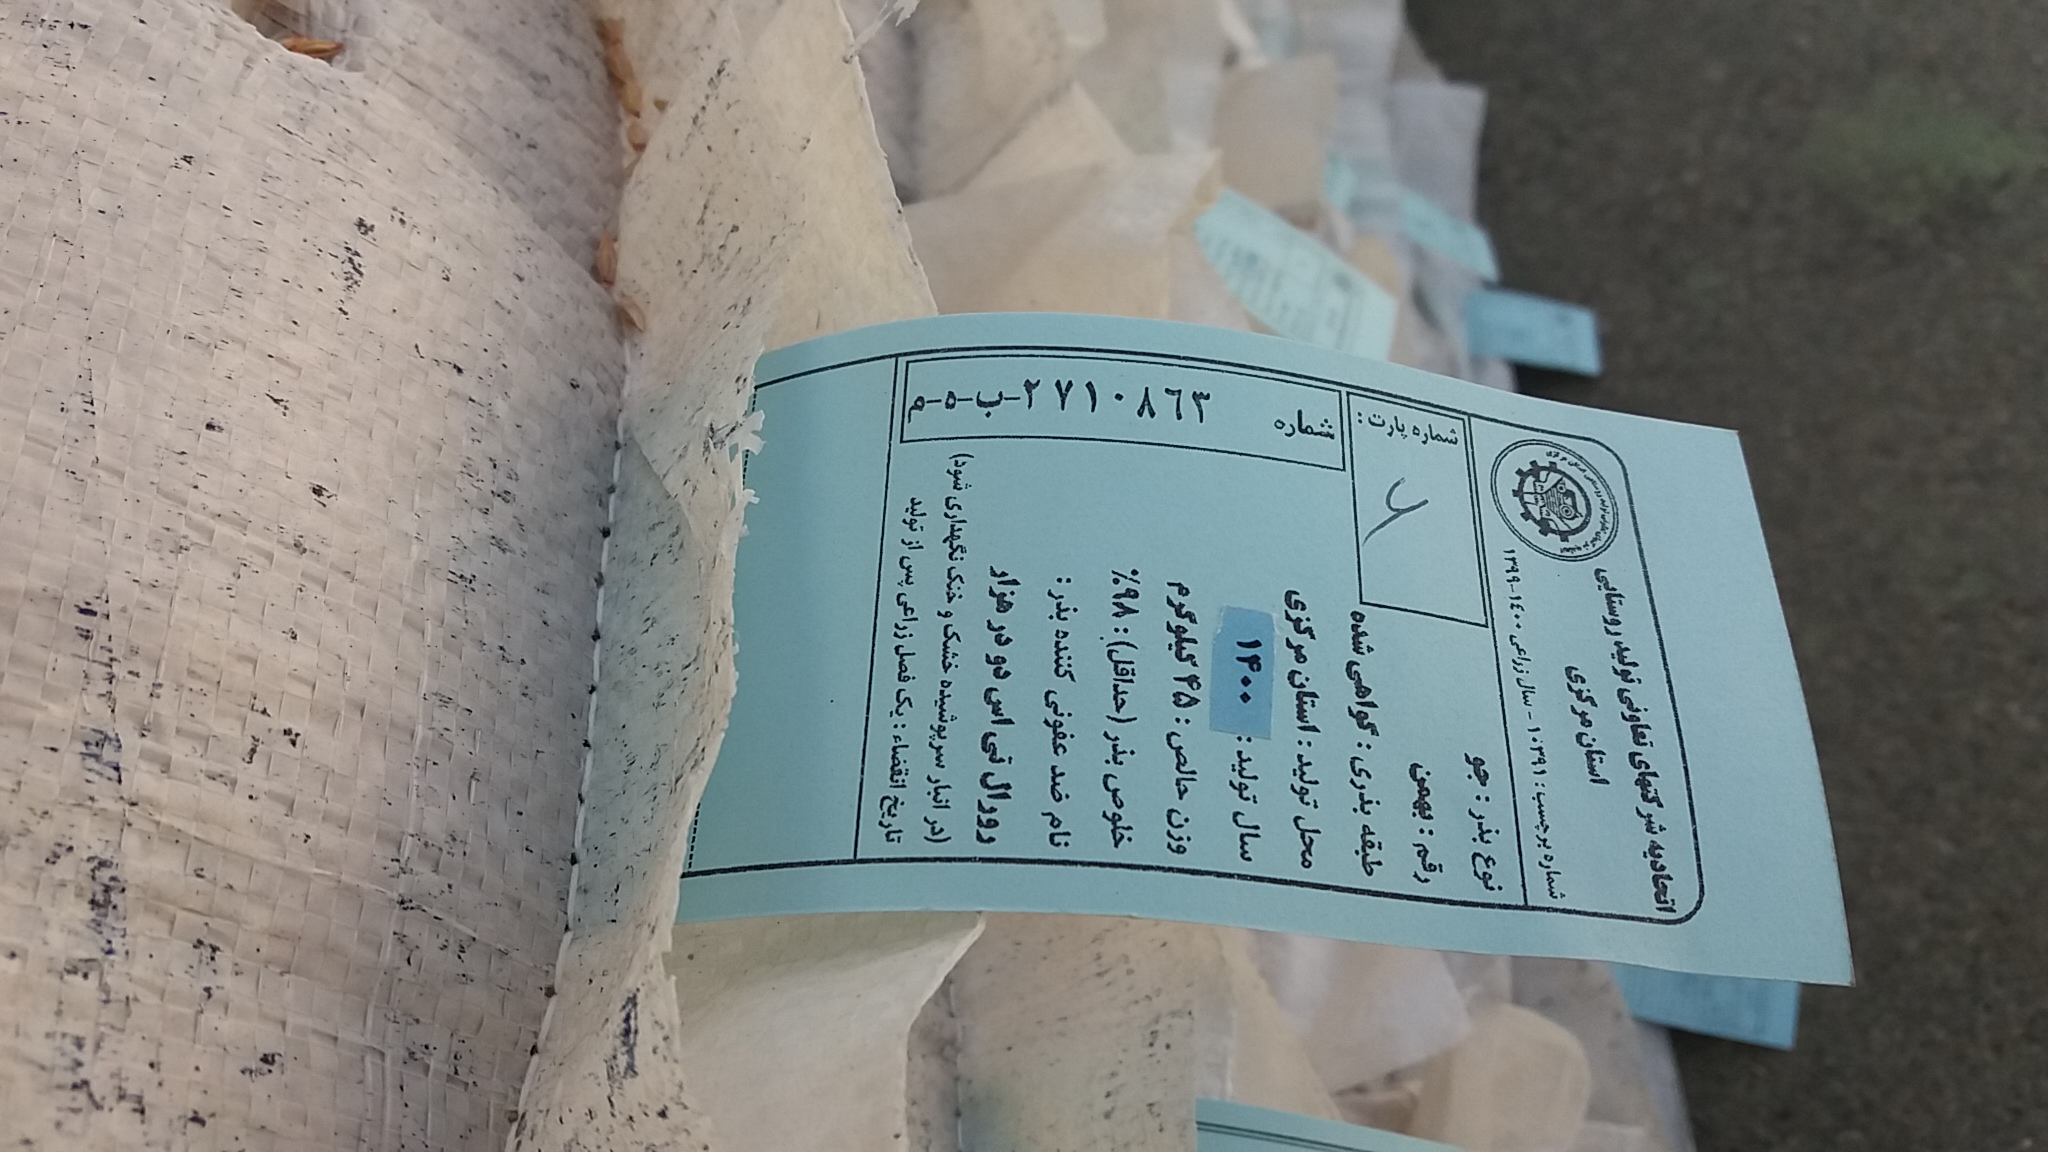 اتحادیه شرکتهای تعاونی تولید روستایی
استان مرکزی
شماره برچسب : ۱۰۳۹۱ - سال زراعی ۱۴۰۰-۱۳۹۹
نوع بذر : جو
شماره پارت :
۶
رقم : بهمن
طبقه بذری : گواهی شده
محل تولید : استان مرکزی
سال تولید : ۱۴۰۰
شماره
۲۷۱۰۸۶۳-ب-۵-م
وزن خالص : ۴۵ کیلوگرم
خلوص بذر (حداقل) : ۹۸٪
نام ضد عفونی کننده بذر :
رورال تی اس دو در هزار
(در انبار سرپوشیده خشک و خنک نگهداری شود)
تاریخ انقضاء : یک فصل زراعی پس از تولید